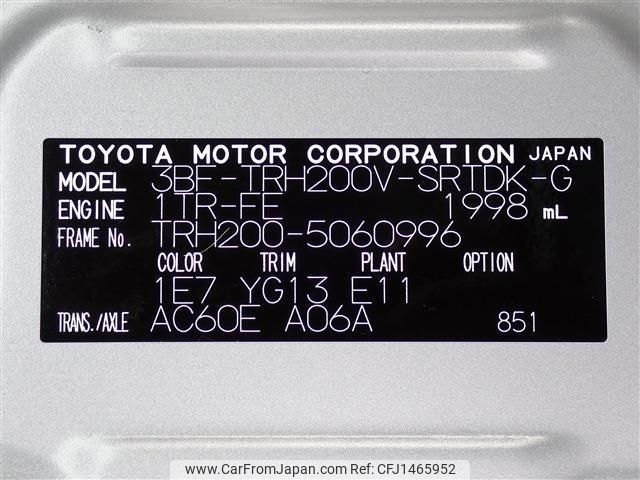 TOYOTA MOTOR CORPORATION JAPAN
MODEL 3BF-TRH200V-SRTDK-G
ENGINE 1TR-FE 1998 mL
FRAME No. TRH200-5060996
COLOR TRIM PLANT OPTION
1E7 YG13 E11
TRANS./AXLE AC60E A06A 851
www.CarFromJapan.com | Ref No: CFJ1465952